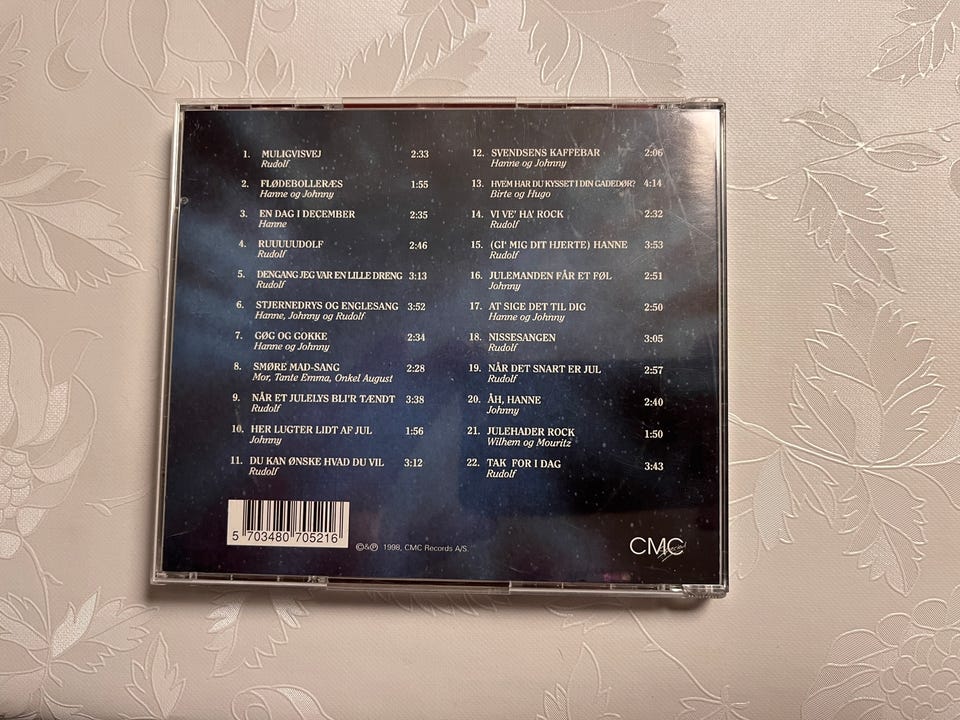 1. MULIGVISVEJ 2:33
Rudolf
2. FLØDEBOLLERÆS 1:55
Hanne og Johnny
3. EN DAG I DECEMBER 2:35
Hanne
4. RUUUUUDOLF 2:46
Rudolf
5. DENGANG JEG VAR EN LILLE DRENG 3:13
Rudolf
6. STJERNEDRYS OG ENGLESANG 3:52
Hanne, Johnny og Rudolf
7. GØG OG GOKKE 2:34
Hanne og Johnny
8. SMØRE MAD-SANG 2:28
Mor, Tante Emma, Onkel August
9. NÅR ET JULELYS BLI'R TÆNDT 3:38
Rudolf
10. HER LUGTER LIDT AF JUL 1:56
Johnny
11. DU KAN ØNSKE HVAD DU VIL 3:12
Rudolf
12. SVENDSENS KAFFEBAR 2:06
Hanne og Johnny
13. HVEM HAR DU KYSSET I DIN GADEDØR? 4:14
Birte og Hugo
14. VI VE' HA' ROCK 2:32
Rudolf
15. (GI' MIG DIT HJERTE) HANNE 3:53
Rudolf
16. JULEMANDEN FÅR ET FØL 2:51
Johnny
17. AT SIGE DET TIL DIG 2:50
Hanne og Johnny
18. NISSESANGEN 3:05
Rudolf
19. NÅR DET SNART ER JUL 2:57
Rudolf
20. ÅH, HANNE 2:40
Johnny
21. JULEHADER ROCK 1:50
Wilhem og Mouritz
22. TAK FOR I DAG 3:43
Rudolf
5 703480 705216
©&℗ 1998, CMC Records A/S.
CMC